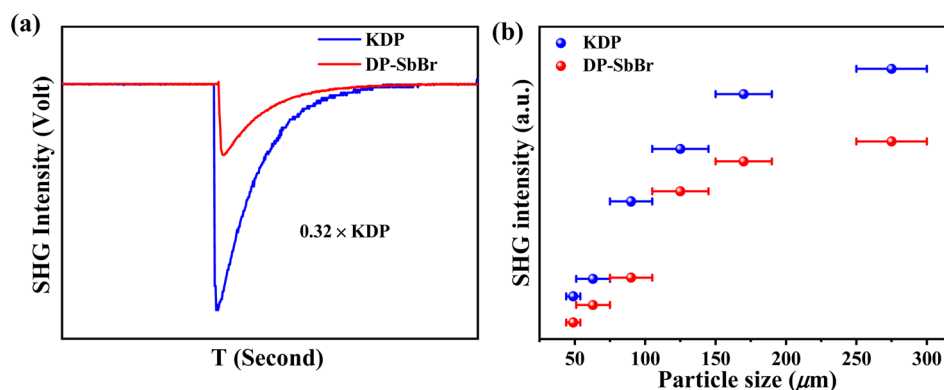 (a)
KDP
DP-SbBr
SHG Intensity (Volt)
0.32 × KDP
T (Second)
(b)
KDP
DP-SbBr
SHG intensity (a.u.)
50 100 150 200 250 300
Particle size (μm)